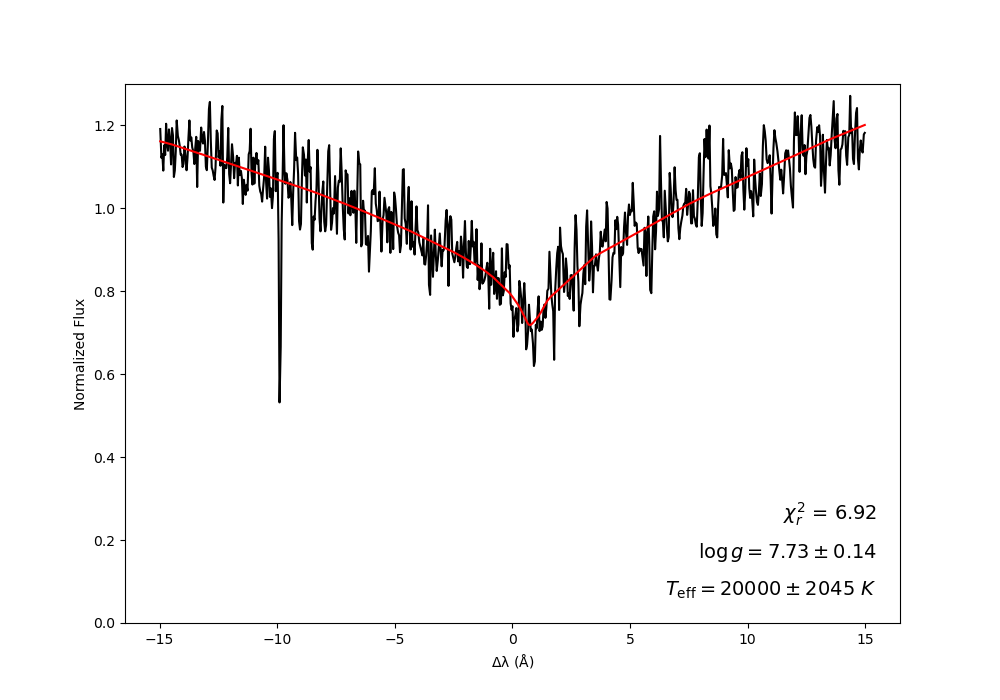 1.2
1.0
0.8
0.6
0.4
0.2
0.0
Normalized Flux
χ²ᵣ = 6.92
log g = 7.73 ± 0.14
T_eff = 20000 ± 2045 K
−15 −10 −5 0 5 10 15
Δλ (Å)